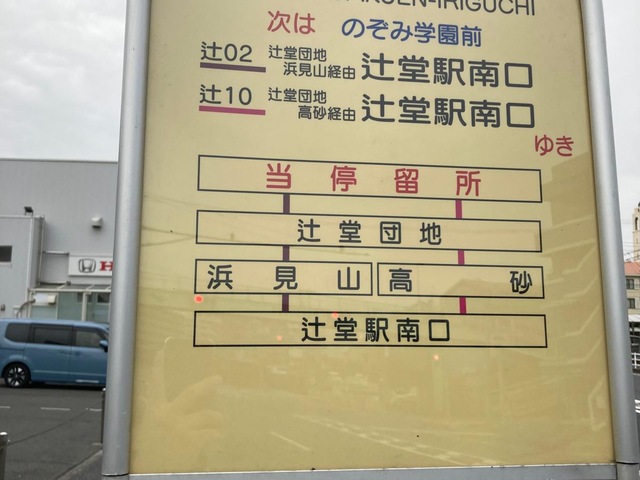 次は のぞみ学園前
辻02 辻堂団地 浜見山経由 辻堂駅南口
辻10 辻堂団地 高砂経由 辻堂駅南口
ゆき
当停留所
辻堂団地
浜見山 高砂
辻堂駅南口